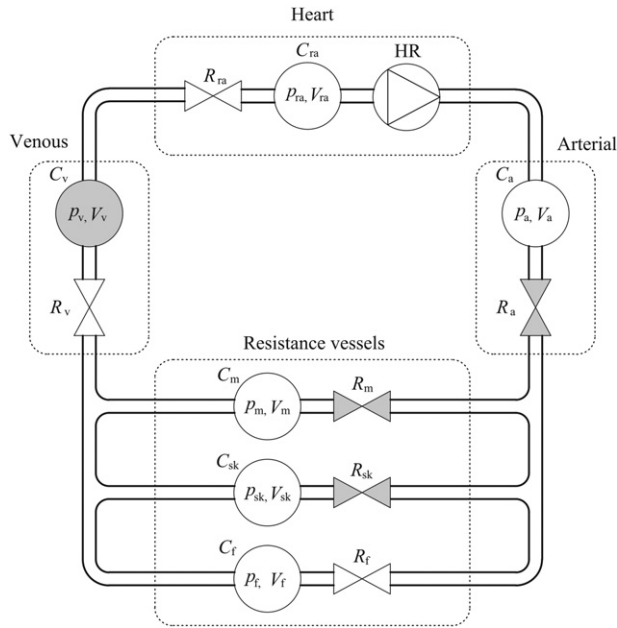 Heart
C_ra
HR
R_ra
p_ra, V_ra
Venous
Arterial
C_v
C_a
p_v, V_v
p_a, V_a
R_v
R_a
Resistance vessels
C_m
R_m
p_m, V_m
C_sk
R_sk
p_sk, V_sk
C_f
R_f
p_f, V_f